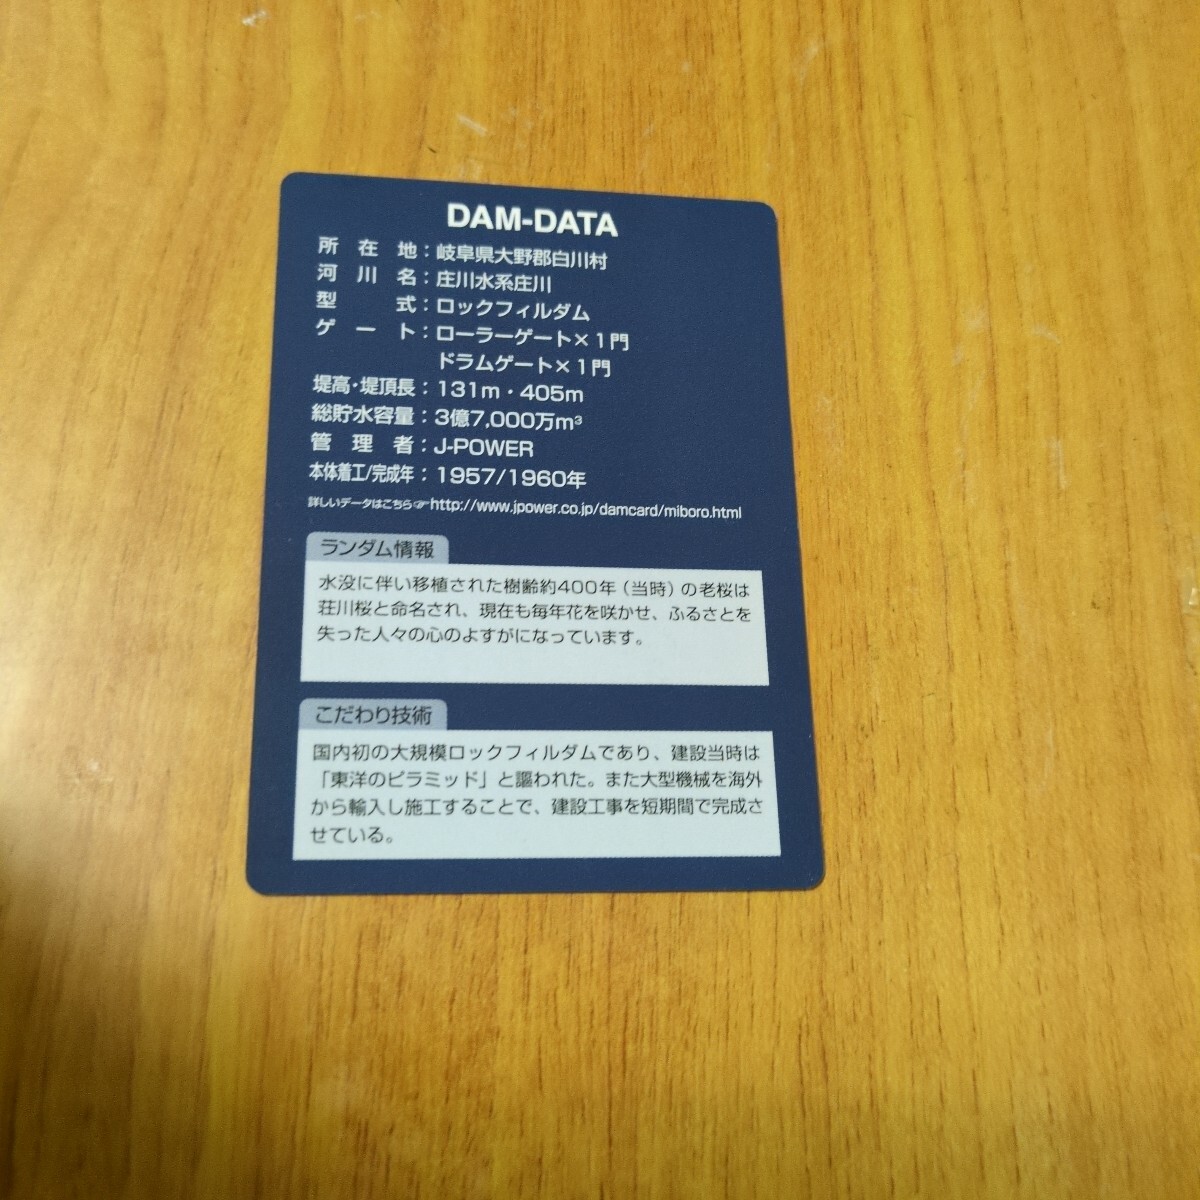 DAM-DATA
所在地：岐阜県大野郡白川村
河川名：庄川水系庄川
型式：ロックフィルダム
ゲート：ローラーゲート×1門
ドラムゲート×1門
堤高・堤頂長：131m・405m
総貯水容量：3億7,000万m³
管理者：J-POWER
本体着工/完成年：1957/1960年
詳しいデータはこちら☞http://www.jpower.co.jp/damcard/miboro.html
ランダム情報
水没に伴い移植された樹齢約400年（当時）の老桜は
荘川桜と命名され、現在も毎年花を咲かせ、ふるさとを
失った人々の心のよすがになっています。
こだわり技術
国内初の大規模ロックフィルダムであり、建設当時は
「東洋のピラミッド」と謳われた。また大型機械を海外
から輸入し施工することで、建設工事を短期間で完成さ
せている。